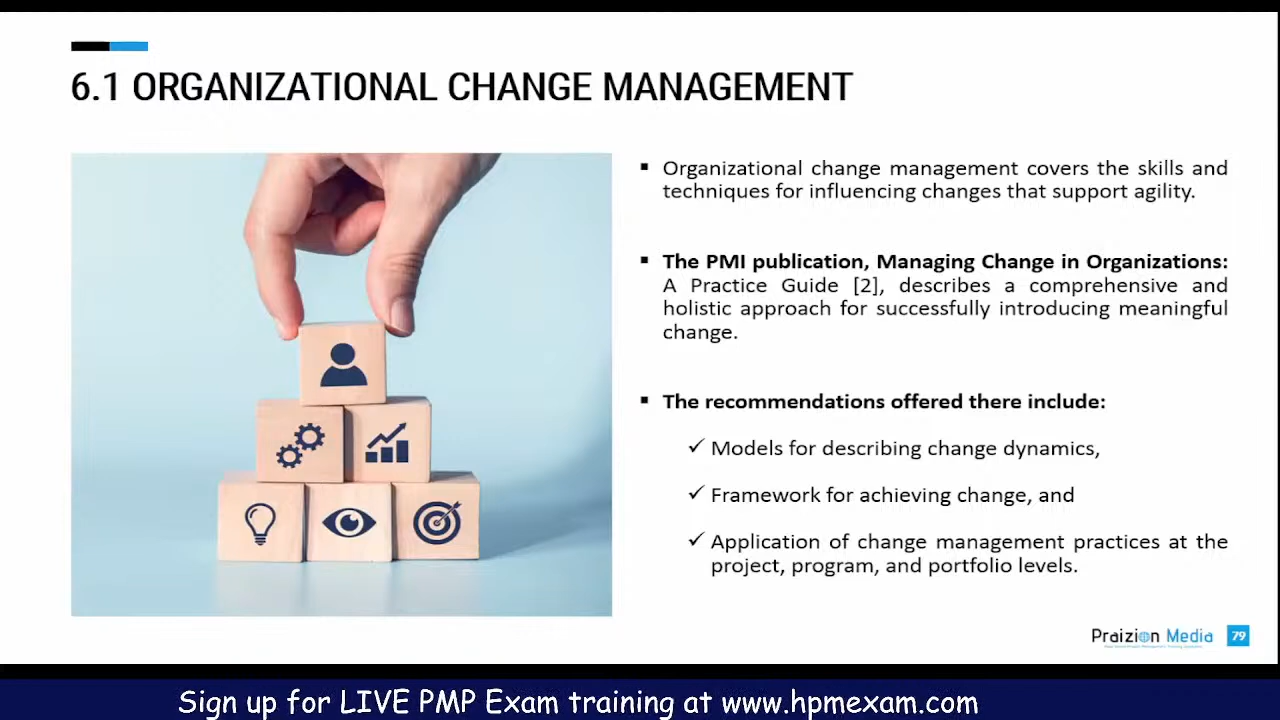 6.1 ORGANIZATIONAL CHANGE MANAGEMENT
▪ Organizational change management covers the skills and
techniques for influencing changes that support agility.
▪ The PMI publication, Managing Change in Organizations:
A Practice Guide [2], describes a comprehensive and
holistic approach for successfully introducing meaningful
change.
▪ The recommendations offered there include:
✓ Models for describing change dynamics,
✓ Framework for achieving change, and
✓ Application of change management practices at the
project, program, and portfolio levels.
Praizion Media 79
Sign up for LIVE PMP Exam training at www.hpmexam.com